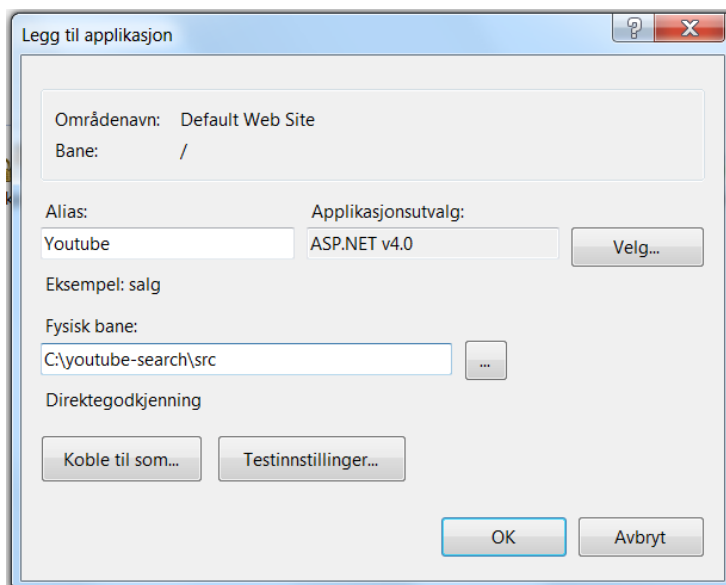 Legg til applikasjon
Områdenavn: Default Web Site
Bane: /
Alias: Applikasjonsutvalg:
Youtube ASP.NET v4.0 Velg...
Eksempel: salg
Fysisk bane:
C:\youtube-search\src ...
Direktegodkjenning
Koble til som... Testinnstillinger...
OK Avbryt